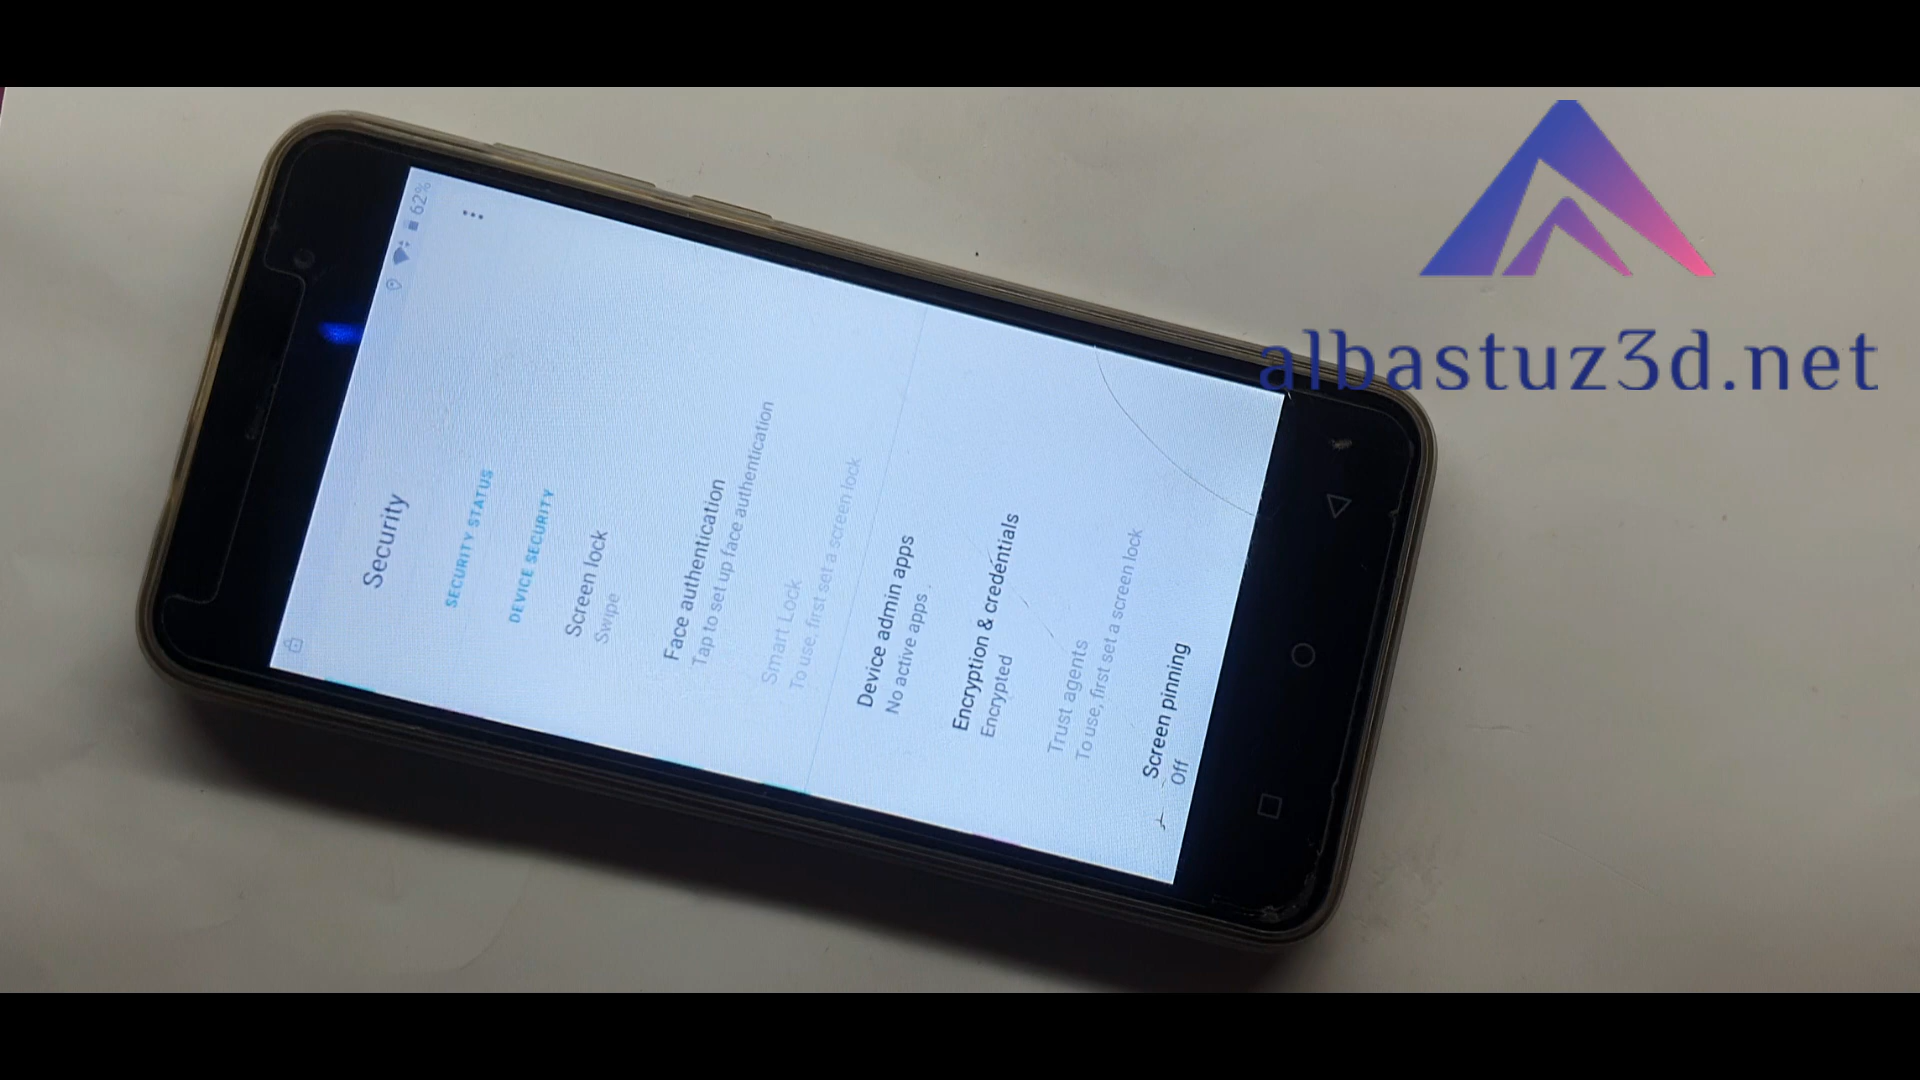 62%
Security
SECURITY STATUS
DEVICE SECURITY
Screen lock
Swipe
Face authentication
Tap to set up face authentication
Smart Lock
To use, first set a screen lock
Device admin apps
No active apps
Encryption & credentials
Encrypted
Trust agents
To use, first set a screen lock
Screen pinning
Off
albastuz3d.net